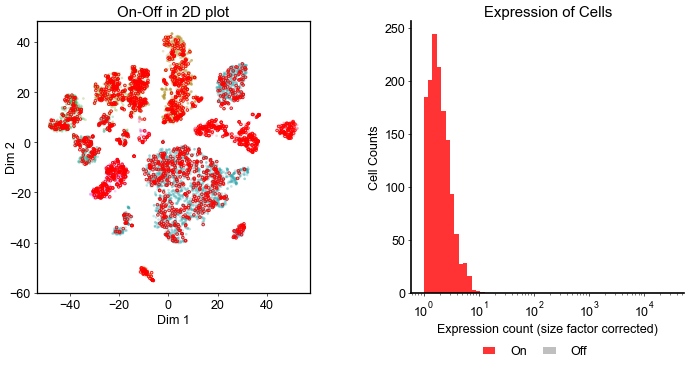 On-Off in 2D plot
Dim 2
40
20
0
−20
−40
−60
−40
−20
0
20
40
Dim 1
Expression of Cells
Cell Counts
250
200
150
100
50
0
10^0
10^1
10^2
10^3
10^4
Expression count (size factor corrected)
On
Off